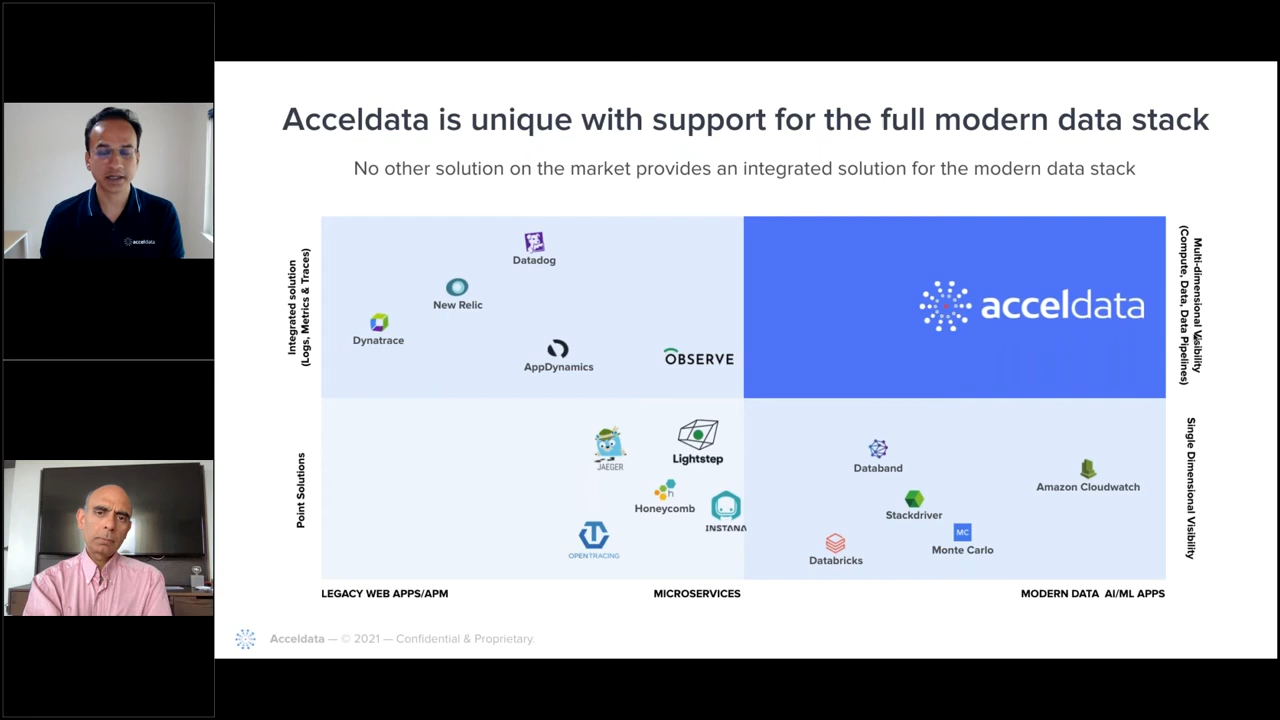 acceldata
Acceldata is unique with support for the full modern data stack
No other solution on the market provides an integrated solution for the modern data stack
Integrated solution
(Logs, Metrics & Traces)
Datadog
New Relic
Dynatrace
AppDynamics
OBSERVE
acceldata
Multi-dimensional Visibility
(Compute, Data, Data Pipelines)
Point Solutions
JAEGER
Lightstep
Honeycomb
INSTANA
OPENTRACING
Databand
Amazon Cloudwatch
Stackdriver
MC
Monte Carlo
Databricks
Single Dimensional Visibility
LEGACY WEB APPS/APM
MICROSERVICES
MODERN DATA AI/ML APPS
Acceldata — © 2021 — Confidential & Proprietary.